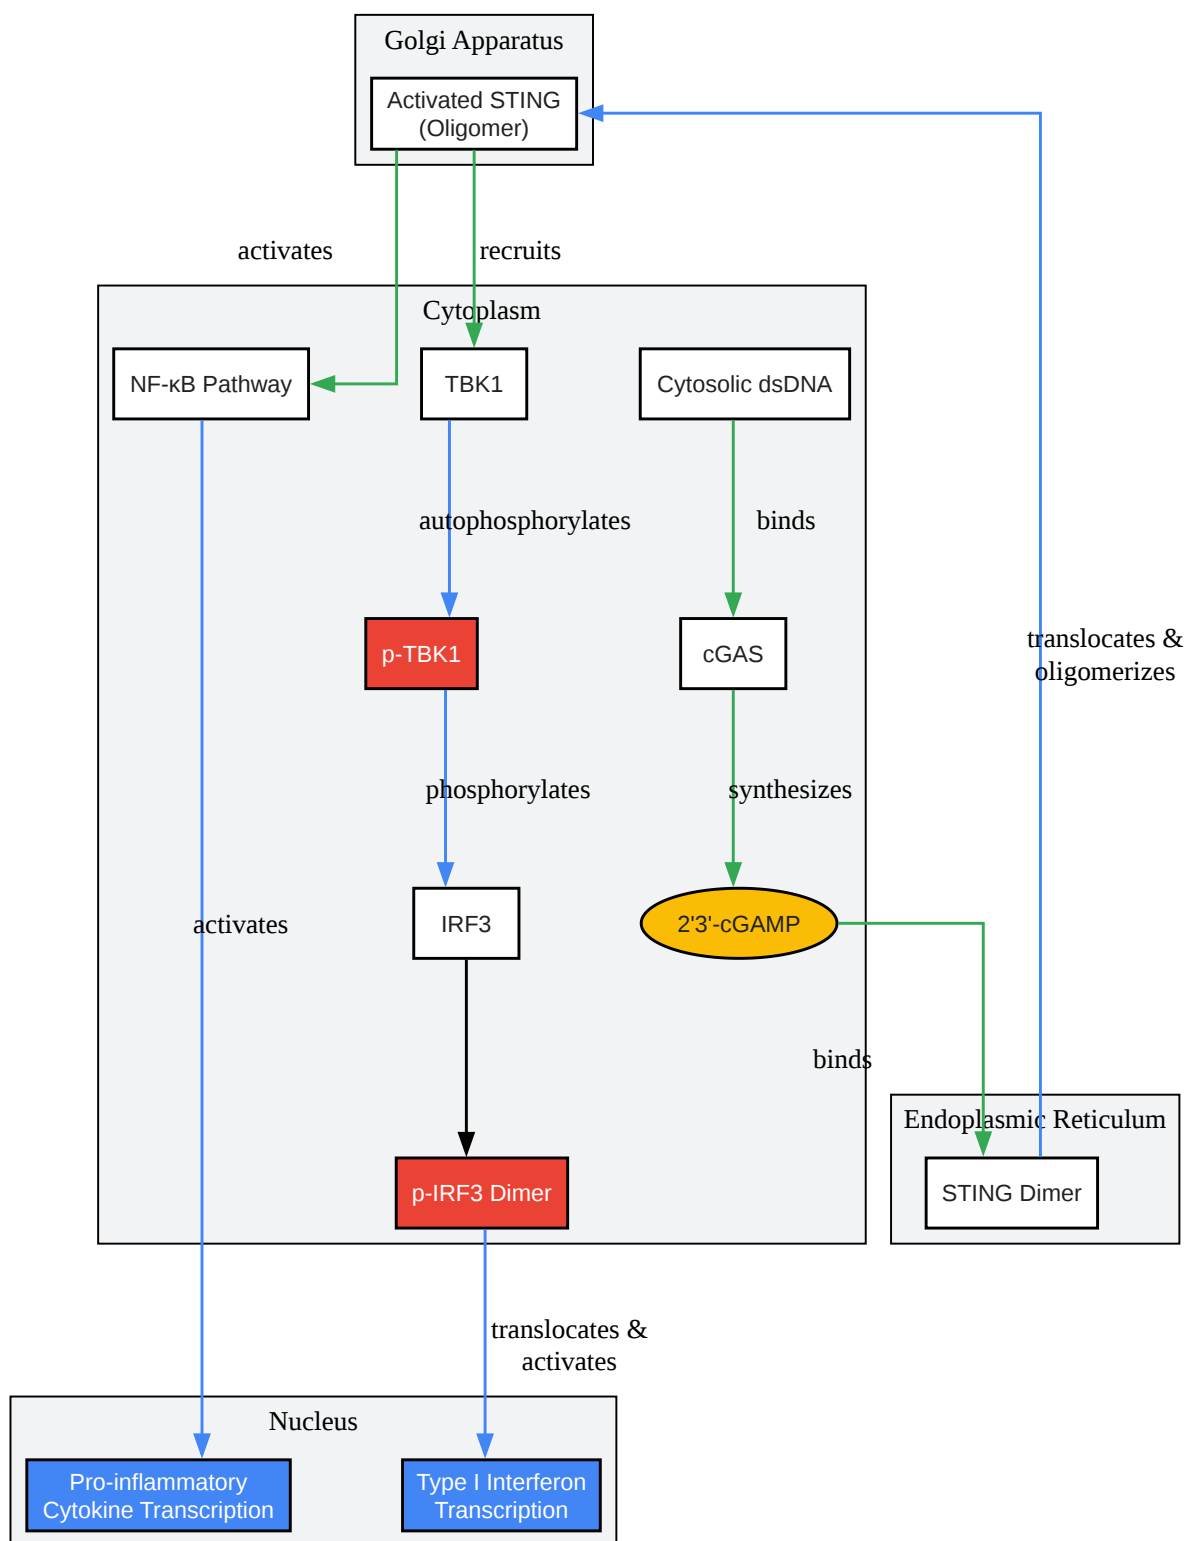 Golgi Apparatus
Activated STING
(Oligomer)
activates
recruits
Cytoplasm
NF-κB Pathway
TBK1
Cytosolic dsDNA
autophosphorylates
binds
translocates &
oligomerizes
p-TBK1
cGAS
phosphorylates
synthesizes
IRF3
2'3'-cGAMP
activates
binds
Endoplasmic Reticulum
p-IRF3 Dimer
STING Dimer
translocates &
activates
Nucleus
Pro-inflammatory
Cytokine Transcription
Type I Interferon
Transcription